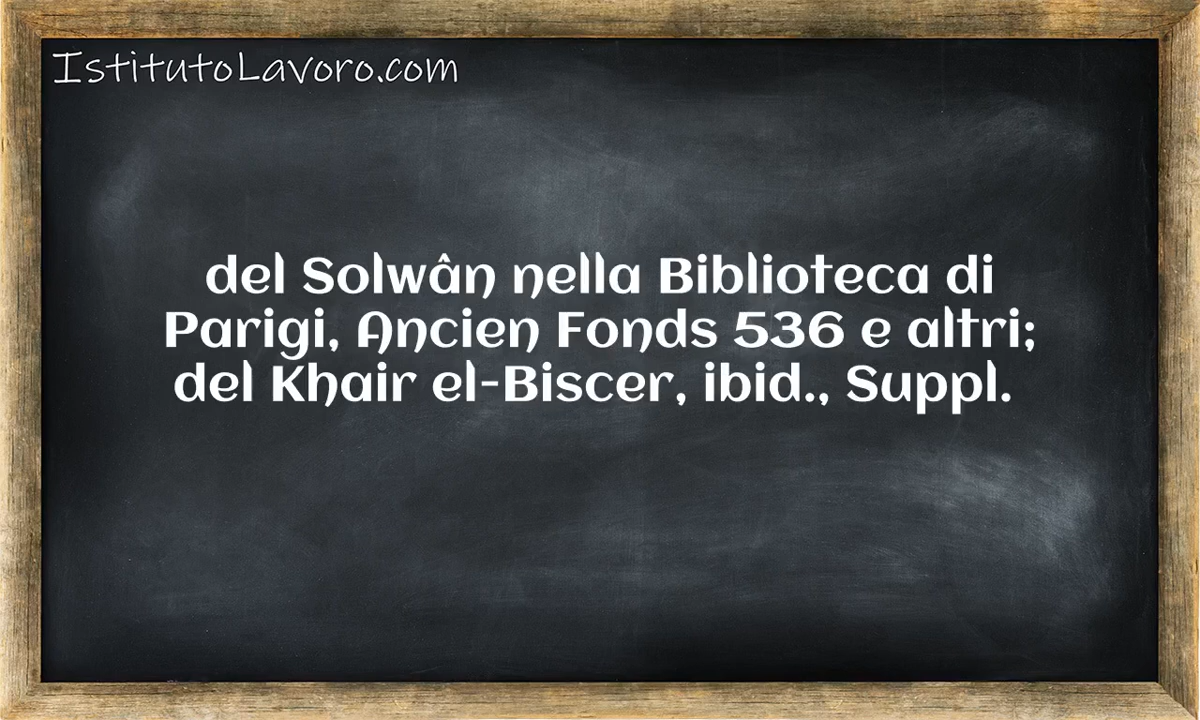 IstitutoLavoro.com
del Solwân nella Biblioteca di
Parigi, Ancien Fonds 536 e altri;
del Khair el-Biscer, ibid., Suppl.